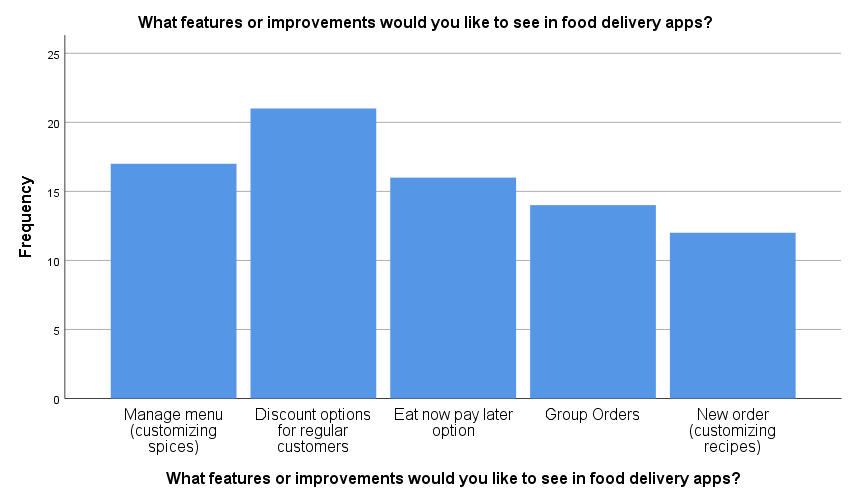 What features or improvements would you like to see in food delivery apps?
25
20
15
10
5
0
Frequency
Manage menu
(customizing
spices)
Discount options
for regular
customers
Eat now pay later
option
Group Orders
New order
(customizing
recipes)
What features or improvements would you like to see in food delivery apps?